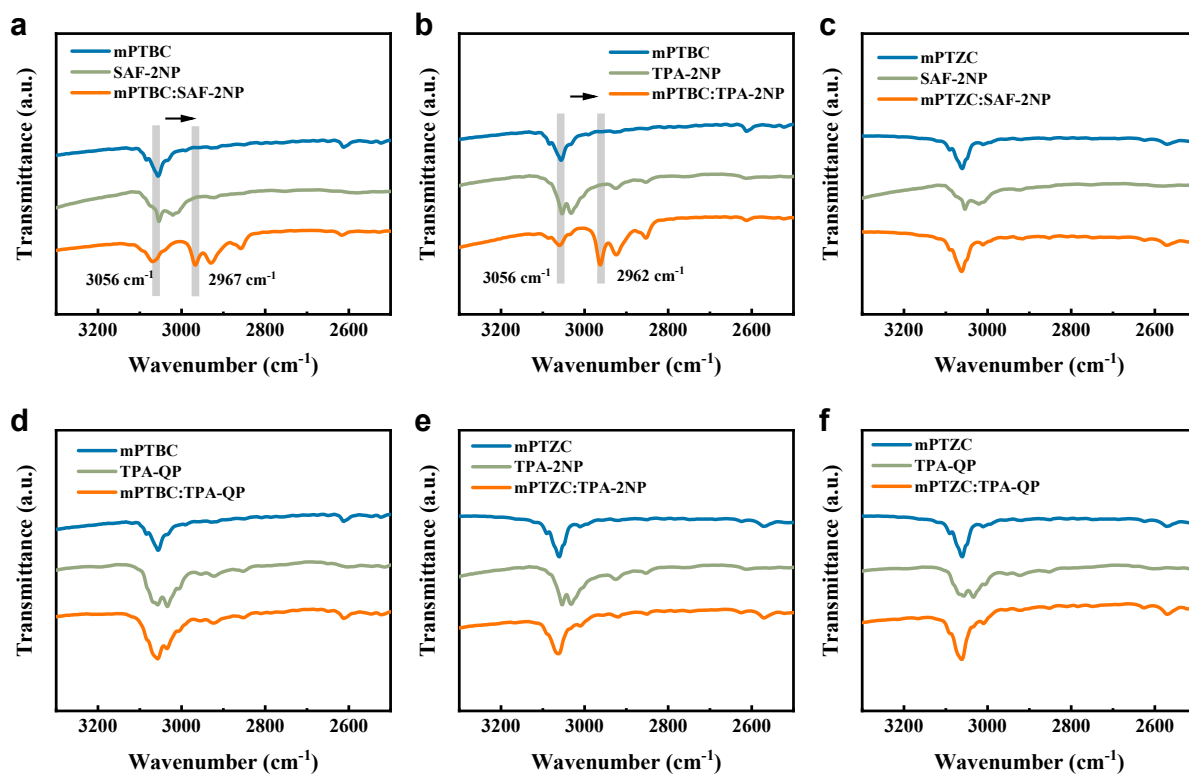 a
mPTBC
SAF-2NP
mPTBC:SAF-2NP
3056 cm⁻¹
2967 cm⁻¹
Transmittance (a.u.)
3200 3000 2800 2600
Wavenumber (cm⁻¹)
b
mPTBC
TPA-2NP
mPTBC:TPA-2NP
3056 cm⁻¹
2962 cm⁻¹
Transmittance (a.u.)
3200 3000 2800 2600
Wavenumber (cm⁻¹)
c
mPTZC
SAF-2NP
mPTZC:SAF-2NP
Transmittance (a.u.)
3200 3000 2800 2600
Wavenumber (cm⁻¹)
d
mPTBC
TPA-QP
mPTBC:TPA-QP
Transmittance (a.u.)
3200 3000 2800 2600
Wavenumber (cm⁻¹)
e
mPTZC
TPA-2NP
mPTZC:TPA-2NP
Transmittance (a.u.)
3200 3000 2800 2600
Wavenumber (cm⁻¹)
f
mPTZC
TPA-QP
mPTZC:TPA-QP
Transmittance (a.u.)
3200 3000 2800 2600
Wavenumber (cm⁻¹)